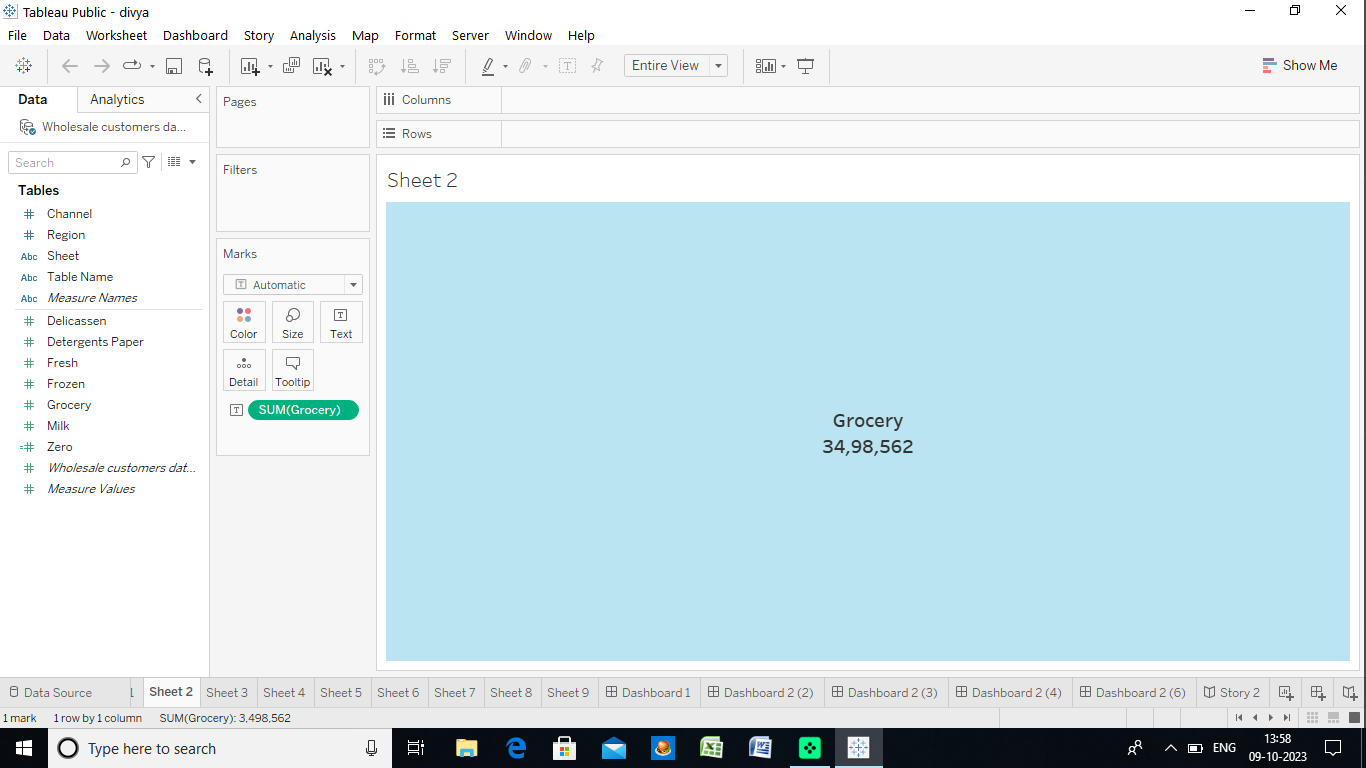 Tableau Public - divya
File Data Worksheet Dashboard Story Analysis Map Format Server Window Help
Entire View
Show Me
Data Analytics
Wholesale customers da...
Search
Tables
Channel
Region
Abc Sheet
Abc Table Name
Abc Measure Names
Delicassen
Detergents Paper
Fresh
Frozen
Grocery
Milk
Zero
Wholesale customers dat...
Measure Values
Pages
Filters
Marks
T Automatic
Color Size Text
Detail Tooltip
SUM(Grocery)
Columns
Rows
Sheet 2
Grocery
34,98,562
Data Source Sheet 2 Sheet 3 Sheet 4 Sheet 5 Sheet 6 Sheet 7 Sheet 8 Sheet 9 Dashboard 1 Dashboard 2 (2) Dashboard 2 (3) Dashboard 2 (4) Dashboard 2 (6) Story 2
1 mark 1 row by 1 column SUM(Grocery): 3,498,562
Type here to search
ENG
13:58
09-10-2023